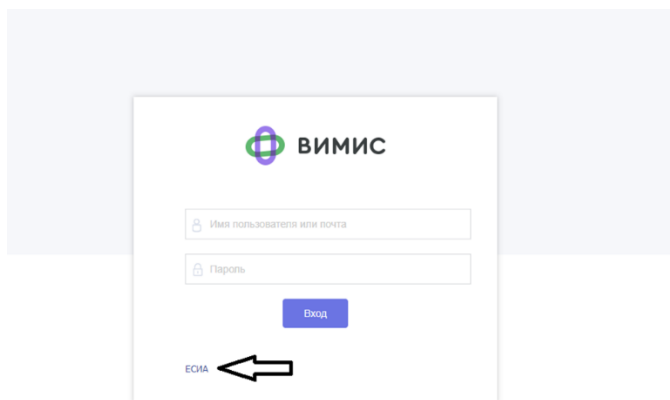 ВИМИС
Имя пользователя или почта
Пароль
Вход
ЕСИА